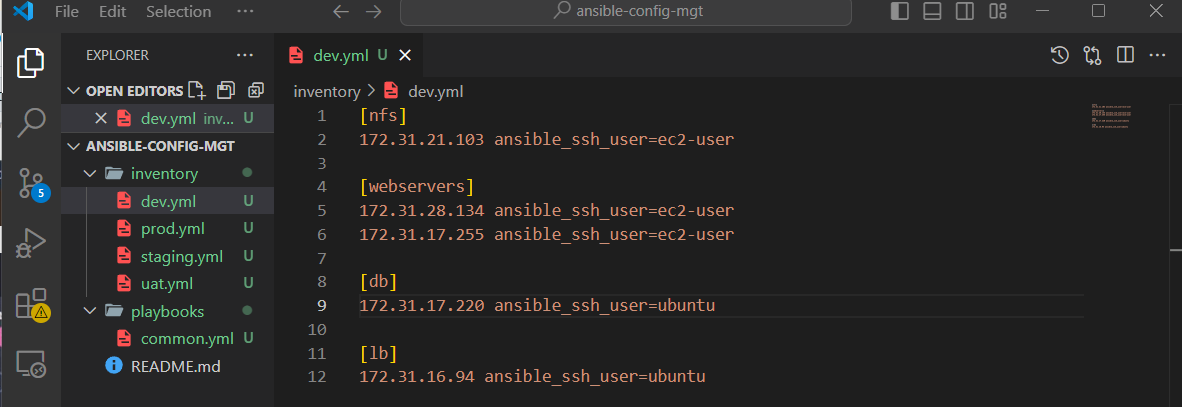 File Edit Selection ··· ansible-config-mgt
EXPLORER ···
OPEN EDITORS
dev.yml inv... U
ANSIBLE-CONFIG-MGT
inventory
dev.yml U
prod.yml U
staging.yml U
uat.yml U
playbooks
common.yml U
README.md
5
dev.yml U
inventory > dev.yml
1 [nfs]
2 172.31.21.103 ansible_ssh_user=ec2-user
3
4 [webservers]
5 172.31.28.134 ansible_ssh_user=ec2-user
6 172.31.17.255 ansible_ssh_user=ec2-user
7
8 [db]
9 172.31.17.220 ansible_ssh_user=ubuntu
10
11 [lb]
12 172.31.16.94 ansible_ssh_user=ubuntu